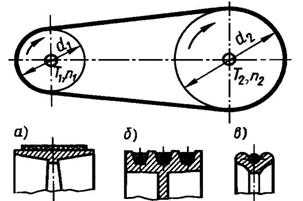 d₁ d₂
T₁,n₁ T₂,n₂
а) б) в)